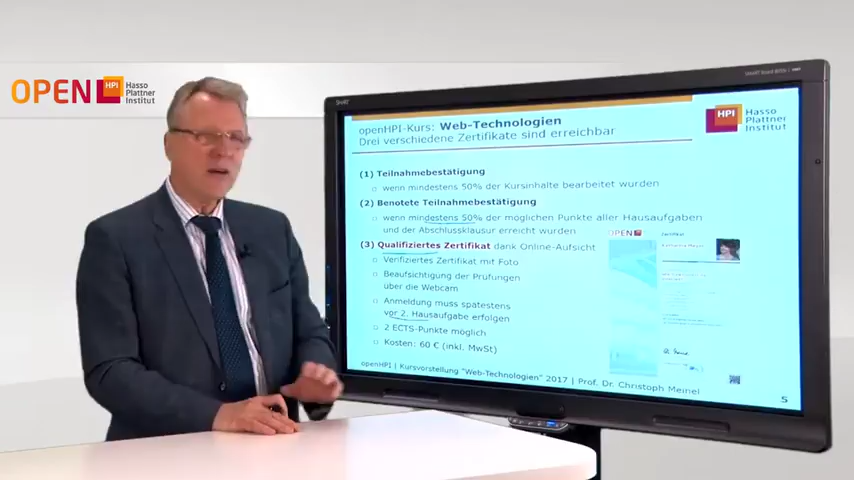 OPEN HPI Hasso
Plattner
Institut
openHPI-Kurs: Web-Technologien
Drei verschiedene Zertifikate sind erreichbar
HPI Hasso
Plattner
Institut
(1) Teilnahmebestätigung
wenn mindestens 50% der Kursinhalte bearbeitet wurden
(2) Benotete Teilnahmebestätigung
wenn mindestens 50% der möglichen Punkte aller Hausaufgaben
und der Abschlussklausur erreicht wurden
(3) Qualifiziertes Zertifikat dank Online-Aufsicht
Verifiziertes Zertifikat mit Foto
Beaufsichtigung der Prüfungen
über die Webcam
Anmeldung muss spätestens
vor 2. Hausaufgabe erfolgen
2 ECTS-Punkte möglich
Kosten: 60 € (inkl. MwSt)
OPEN
Zertifikat
openHPI | Kursvorstellung "Web-Technologien" 2017 | Prof. Dr. Christoph Meinel
5